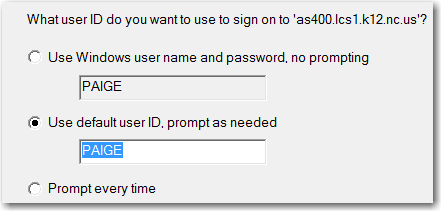 What user ID do you want to use to sign on to 'as400.lcs1.k12.nc.us'?
Use Windows user name and password, no prompting
PAIGE
Use default user ID, prompt as needed
PAIGE
Prompt every time